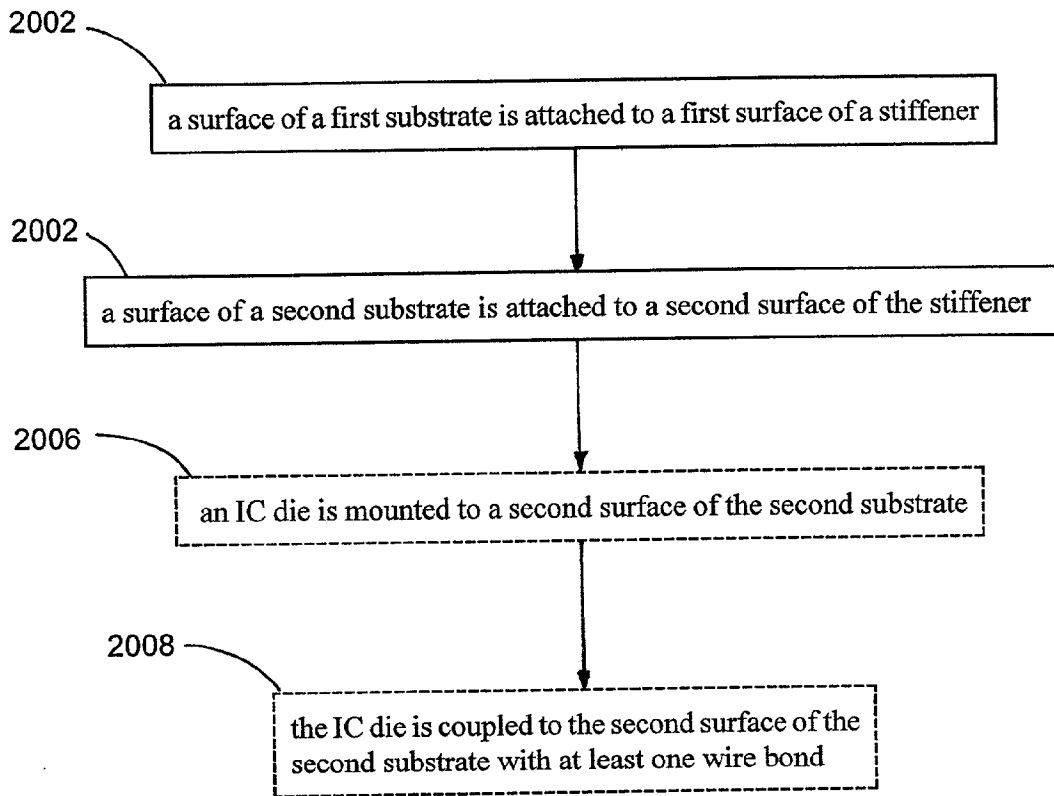 2002
a surface of a first substrate is attached to a first surface of a stiffener
2002
a surface of a second substrate is attached to a second surface of the stiffener
2006
an IC die is mounted to a second surface of the second substrate
2008
the IC die is coupled to the second surface of the
second substrate with at least one wire bond